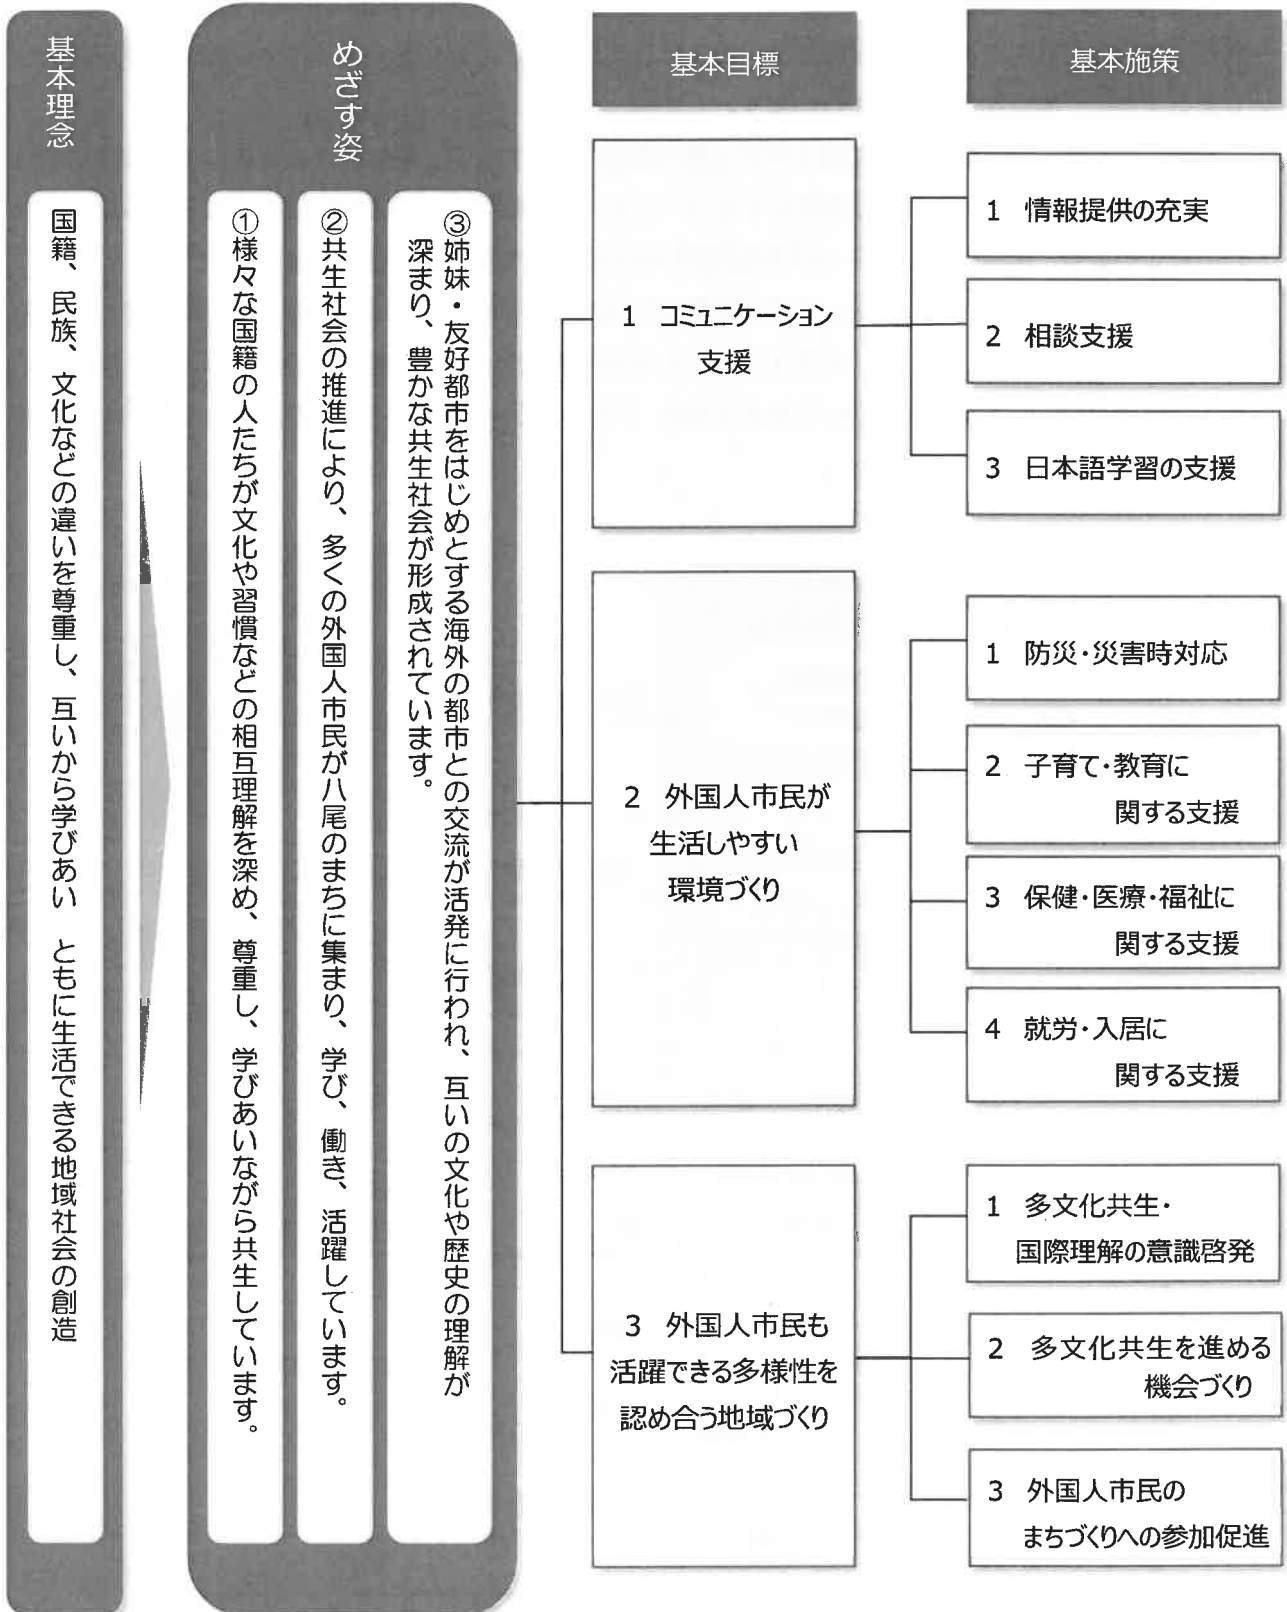 基本理念
国籍、民族、文化などの違いを尊重し、互いから学びあい　ともに生活できる地域社会の創造
めざす姿
①様々な国籍の人たちが文化や習慣などの相互理解を深め、尊重し、学びあいながら共生しています。
②共生社会の推進により、多くの外国人市民が八尾のまちに集まり、学び、働き、活躍しています。
③姉妹・友好都市をはじめとする海外の都市との交流が活発に行われ、互いの文化や歴史の理解が
深まり、豊かな共生社会が形成されています。
基本目標
基本施策
1　コミュニケーション
支援
1　情報提供の充実
2　相談支援
3　日本語学習の支援
2　外国人市民が
生活しやすい
環境づくり
1　防災・災害時対応
2　子育て・教育に
関する支援
3　保健・医療・福祉に
関する支援
4　就労・入居に
関する支援
3　外国人市民も
活躍できる多様性を
認め合う地域づくり
1　多文化共生・
国際理解の意識啓発
2　多文化共生を進める
機会づくり
3　外国人市民の
まちづくりへの参加促進